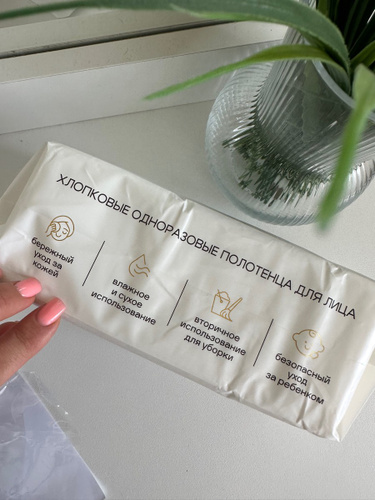 ХЛОПКОВЫЕ ОДНОРАЗОВЫЕ ПОЛОТЕНЦА ДЛЯ ЛИЦА
бережный
уход за
кожей
влажное
и сухое
использование
вторичное
использование
для уборки
безопасный
уход
за ребенком